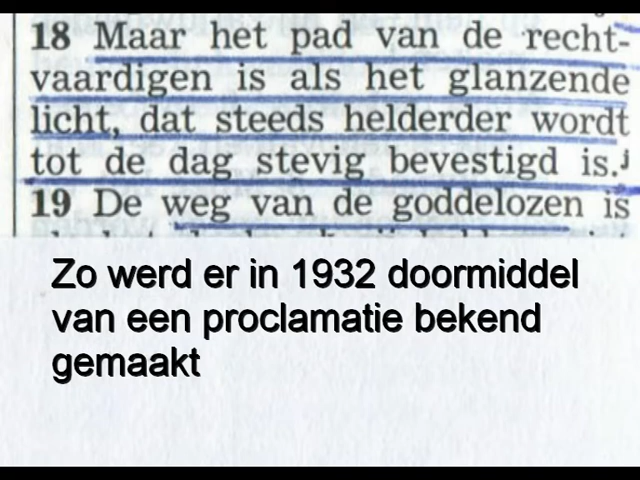 18 Maar het pad van de recht-
vaardigen is als het glanzende
licht, dat steeds helderder wordt
tot de dag stevig bevestigd is.j
19 De weg van de goddelozen is
Zo werd er in 1932 doormiddel
van een proclamatie bekend
gemaakt